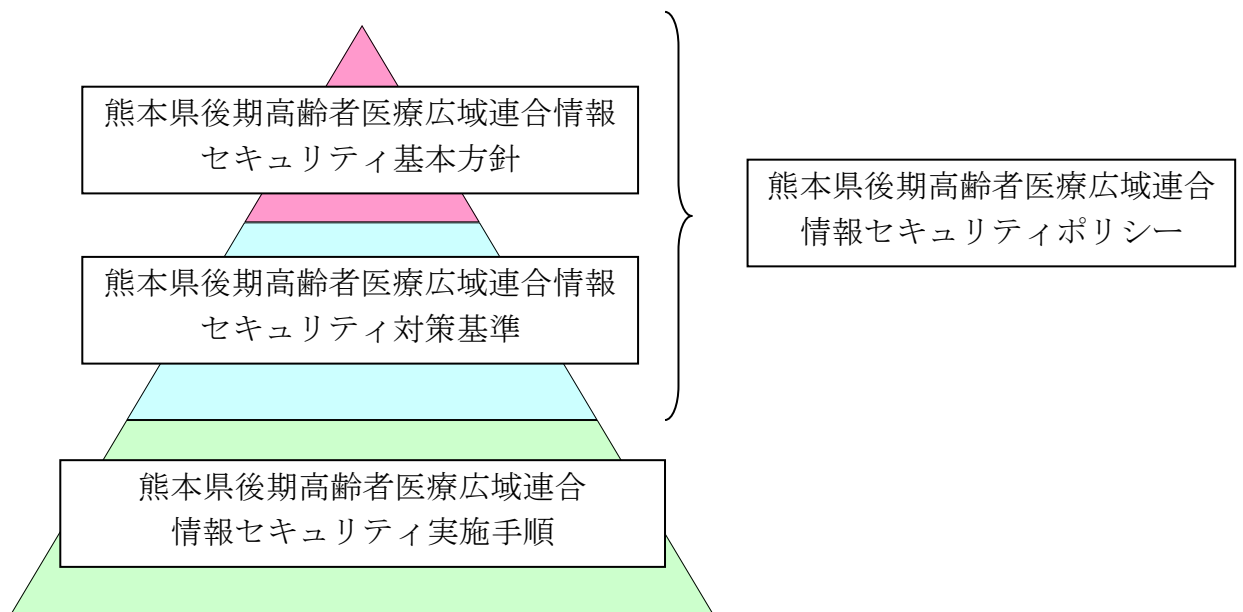 熊本県後期高齢者医療広域連合情報
セキュリティ基本方針
熊本県後期高齢者医療広域連合
情報セキュリティポリシー
熊本県後期高齢者医療広域連合情報
セキュリティ対策基準
熊本県後期高齢者医療広域連合
情報セキュリティ実施手順